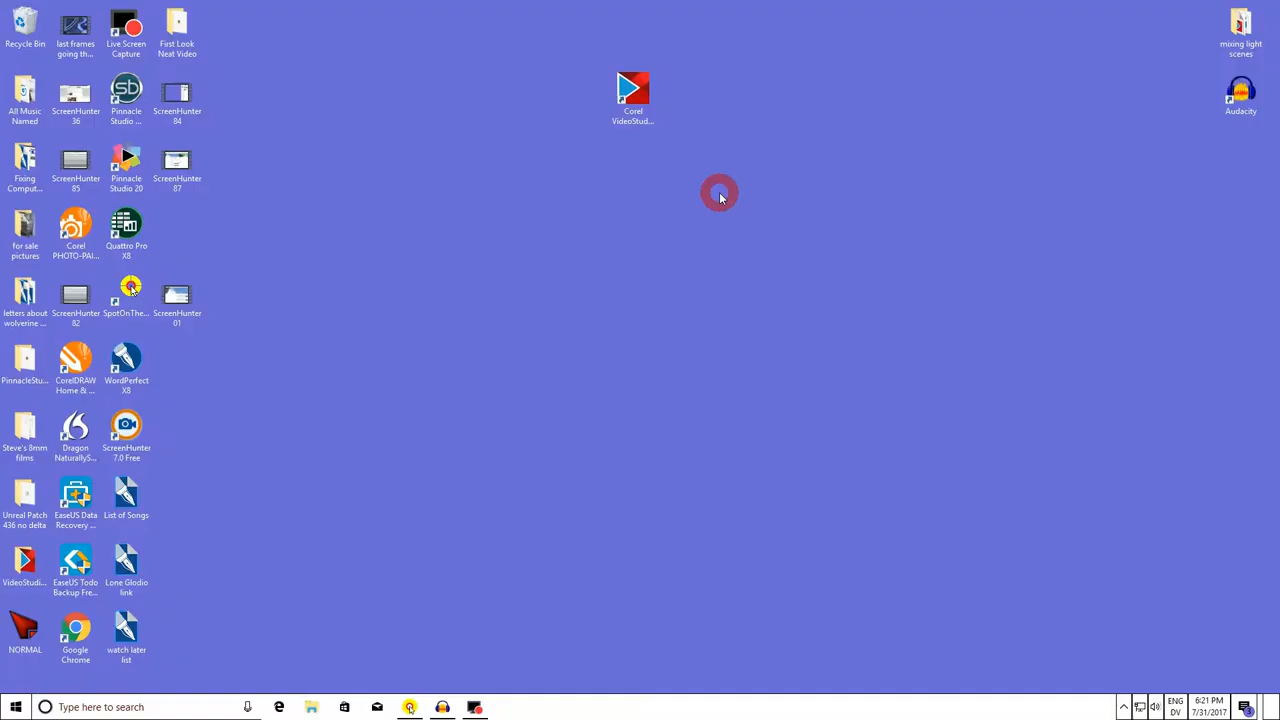 Recycle Bin
last frames
going th...
Live Screen
Capture
First Look
Neat Video
mixing light
scenes
All Music
Named
ScreenHunter
36
Pinnacle
Studio ...
ScreenHunter
84
Corel
VideoStud...
Audacity
Fixing
Comput...
ScreenHunter
85
Pinnacle
Studio 20
ScreenHunter
87
for sale
pictures
Corel
PHOTO-PAI...
Quattro Pro
X8
letters about
wolverine ...
ScreenHunter
82
SpotOnThe...
ScreenHunter
01
PinnacleStu...
CorelDRAW
Home & ...
WordPerfect
X8
Steve's 8mm
films
Dragon
NaturallyS...
ScreenHunter
7.0 Free
Unreal Patch
436 no delta
EaseUS Data
Recovery ...
List of Songs
VideoStudi...
EaseUS Todo
Backup Fre...
Lone Glodio
link
NORMAL
Google
Chrome
watch later
list
Type here to search
ENG
DV
6:21 PM
7/31/2017
3
sb